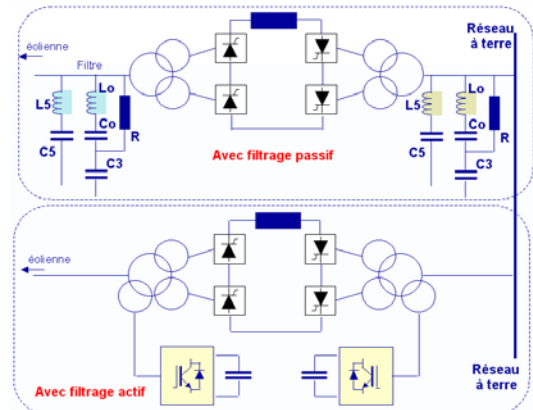 Réseau
à terre
éolienne
Filtre
L5
Lo
Co
R
C5
C3
Avec filtrage passif
L5
Lo
Co
R
C5
C3
éolienne
Avec filtrage actif
Réseau
à terre